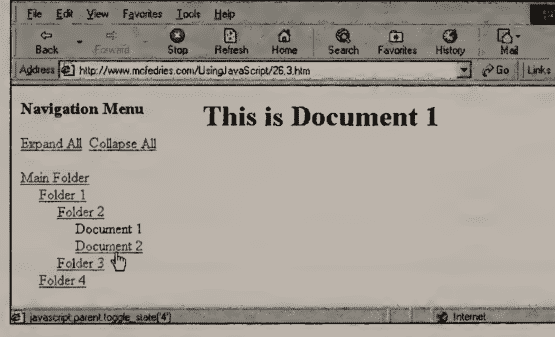 File Edit View Favorites Tools Help
Back Forward Stop Refresh Home Search Favorites History Mail
Address http://www.mcfedries.com/UsingJavaScript/26,3.htm Go Links
Navigation Menu
This is Document 1
Expand All Collapse All
Main Folder
Folder 1
Folder 2
Document 1
Document 2
Folder 3
Folder 4
javascript:parent.toggle_state('4') Internet